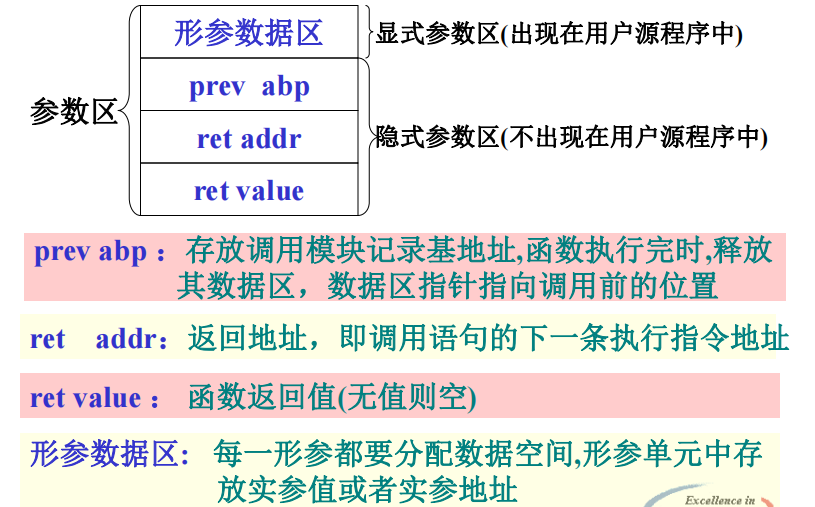 形参数据区
显式参数区(出现在用户源程序中)
prev abp
参数区
ret addr
隐式参数区(不出现在用户源程序中)
ret value
prev abp ：存放调用模块记录基地址,函数执行完时,释放
其数据区，数据区指针指向调用前的位置
ret addr：返回地址，即调用语句的下一条执行指令地址
ret value ： 函数返回值(无值则空)
形参数据区: 每一形参都要分配数据空间,形参单元中存
放实参值或者实参地址
Excellence in